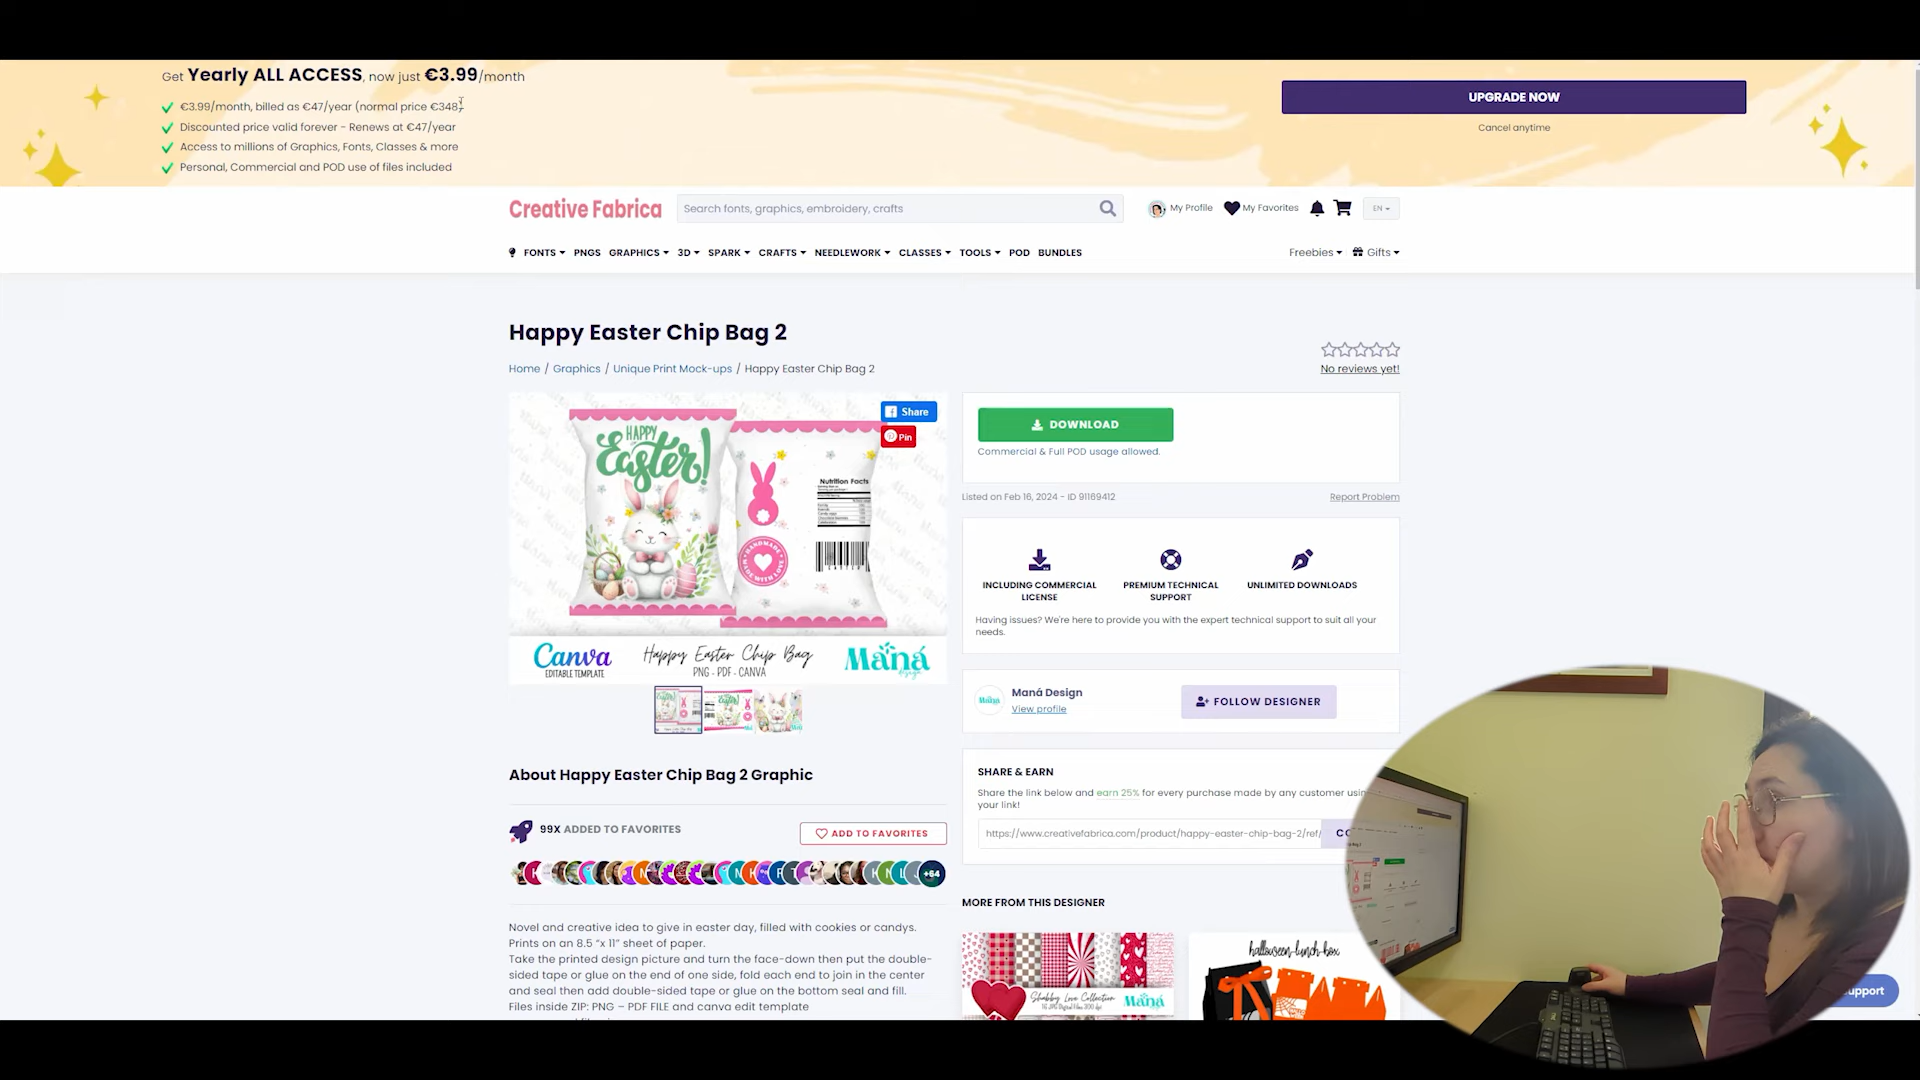 Get Yearly ALL ACCESS, now just €3.99/month
€3.99/month, billed as €47/year (normal price €348)
Discounted price valid forever - Renews at €47/year
Access to millions of Graphics, Fonts, Classes & more
Personal, Commercial and POD use of files included
UPGRADE NOW
Cancel anytime
Creative Fabrica
Search fonts, graphics, embroidery, crafts
My Profile
My Favorites
EN
FONTS PNGS GRAPHICS 3D SPARK CRAFTS NEEDLEWORK CLASSES TOOLS POD BUNDLES
Freebies Gifts
Happy Easter Chip Bag 2
Home / Graphics / Unique Print Mock-ups / Happy Easter Chip Bag 2
No reviews yet!
Share
Pin
HAPPY
Easter!
Nutrition Facts
HANDMADE
MADE WITH LOVE
Canva
EDITABLE TEMPLATE
Happy Easter Chip Bag
PNG - PDF - CANVA
Maná
design
DOWNLOAD
Commercial & Full POD usage allowed.
Listed on Feb 16, 2024 - ID 91169412
Report Problem
INCLUDING COMMERCIAL
LICENSE
PREMIUM TECHNICAL
SUPPORT
UNLIMITED DOWNLOADS
Having issues? We're here to provide you with the expert technical support to suit all your
needs.
Maná Design
View profile
FOLLOW DESIGNER
SHARE & EARN
Share the link below and earn 25% for every purchase made by any customer using
your link!
https://www.creativefabrica.com/product/happy-easter-chip-bag-2/ref/
CO
About Happy Easter Chip Bag 2 Graphic
99X ADDED TO FAVORITES
ADD TO FAVORITES
+64
Novel and creative idea to give in easter day, filled with cookies or candys.
Prints on an 8.5 “x 11” sheet of paper.
Take the printed design picture and turn the face-down then put the double-
sided tape or glue on the end of one side, fold each end to join in the center
and seal then add double-sided tape or glue on the bottom seal and fill.
Files inside ZIP: PNG – PDF FILE and canva edit template
MORE FROM THIS DESIGNER
Shabby Love Collection
Maná
halloween lunch box
upport